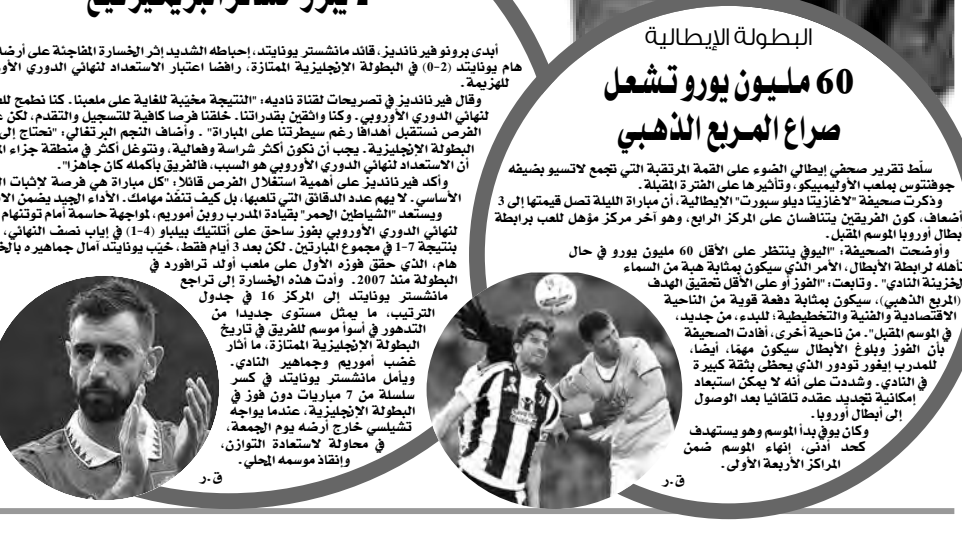 البطولة الإيطالية
60 مليون يورو تشعل
صراع المربع الذهبي
سلّط تقرير صحفي إيطالي الضوء على القمة المرتقبة التي تجمع لاتسيو بضيفه
جوفنتوس بملعب الأوليمبيكو، وتأثيرها على الفترة المقبلة.
وذكرت صحيفة "لاغازيتا ديلو سبورت" الإيطالية، أن مباراة الليلة تصل قيمتها إلى 3
أضعاف، كون الفريقين يتنافسان على المركز الرابع، وهو آخر مركز مؤهل للعب برابطة
أبطال أوروبا الموسم المقبل.
وأوضحت الصحيفة: "اليوفي ينتظر على الأقل 60 مليون يورو في حال
تأهله لرابطة الأبطال، الأمر الذي سيكون بمثابة هبة من السماء
لخزينة النادي". وتابعت: "الفوز أو على الأقل تحقيق الهدف
(المربع الذهبي)، سيكون بمثابة دفعة قوية من الناحية
الاقتصادية والفنية والتخطيطية؛ للبدء، من جديد،
في الموسم المقبل". من ناحية أخرى، أفادت الصحيفة
بأن الفوز وبلوغ الأبطال سيكون مهمّا، أيضا،
للمدرب إيغور تودور الذي يحظى بثقة كبيرة
في النادي. وشددت على أنه لا يمكن استبعاد
إمكانية تجديد عقده تلقائيا بعد الوصول
إلى أبطال أوروبا.
وكان يوفي بدأ الموسم وهو يستهدف
كحد أدنى، إنهاء الموسم ضمن
المراكز الأربعة الأولى.
ق.ر
أبدى برونو فيرنانديز، قائد مانشستر يونايتد، إحباطه الشديد إثر الخسارة المفاجئة على أرضه
هام يونايتد (2-0) في البطولة الإنجليزية الممتازة، رافضا اعتبار الاستعداد لنهائي الدوري
للهزيمة.
وقال فيرنانديز في تصريحات لقناة ناديه: "النتيجة مخيّبة للغاية على ملعبنا. كنا نطمح
لنهائي الدوري الأوروبي. وكنا واثقين بقدراتنا. خلقنا فرصا كافية للتسجيل والتقدم، لكن
الفرص نستقبل أهدافا رغم سيطرتنا على المباراة". وأضاف النجم البرتغالي: "نحتاج إلى
البطولة الإنجليزية. يجب أن نكون أكثر شراسة وفعالية، ونتوغل أكثر في منطقة جزاء
أن الاستعداد لنهائي الدوري الأوروبي هو السبب، فالفريق بأكمله كان جاهزا".
وأكد فيرنانديز على أهمية استغلال الفرص قائلا: "كل مباراة هي فرصة لإثبات
الأساسي. لا يهم عدد الدقائق التي تلعبها، بل كيف تنفّذ مهامك. الأداء الجيد يضمن
ويستعد "الشياطين الحمر" بقيادة المدرب روبن أموريم، لمواجهة حاسمة أمام توتنهام
لنهائي الدوري الأوروبي بفوز ساحق على أتلتيك بيلباو (4-1) في إياب نصف النهائي،
بنتيجة 7-1 في مجموع المبارتين. لكن بعد 3 أيام فقط، خيّب يونايتد آمال جماهيره
هام، الذي حقق فوزه الأول على ملعب أولد ترافورد في
البطولة منذ 2007. وأدت هذه الخسارة إلى تراجع
مانشستر يونايتد إلى المركز 16 في جدول
الترتيب، ما يمثل مستوى جديدا من
التدهور في أسوأ موسم للفريق في تاريخ
البطولة الإنجليزية الممتازة، ما أثار
غضب أموريم وجماهير النادي.
ويأمل مانشستر يونايتد في كسر
سلسلة من 7 مباريات دون فوز في
البطولة الإنجليزية، عندما يواجه
تشيلسي خارج أرضه يوم الجمعة،
في محاولة لاستعادة التوازن،
وإنقاذ موسمه المحلي.
ق.ر